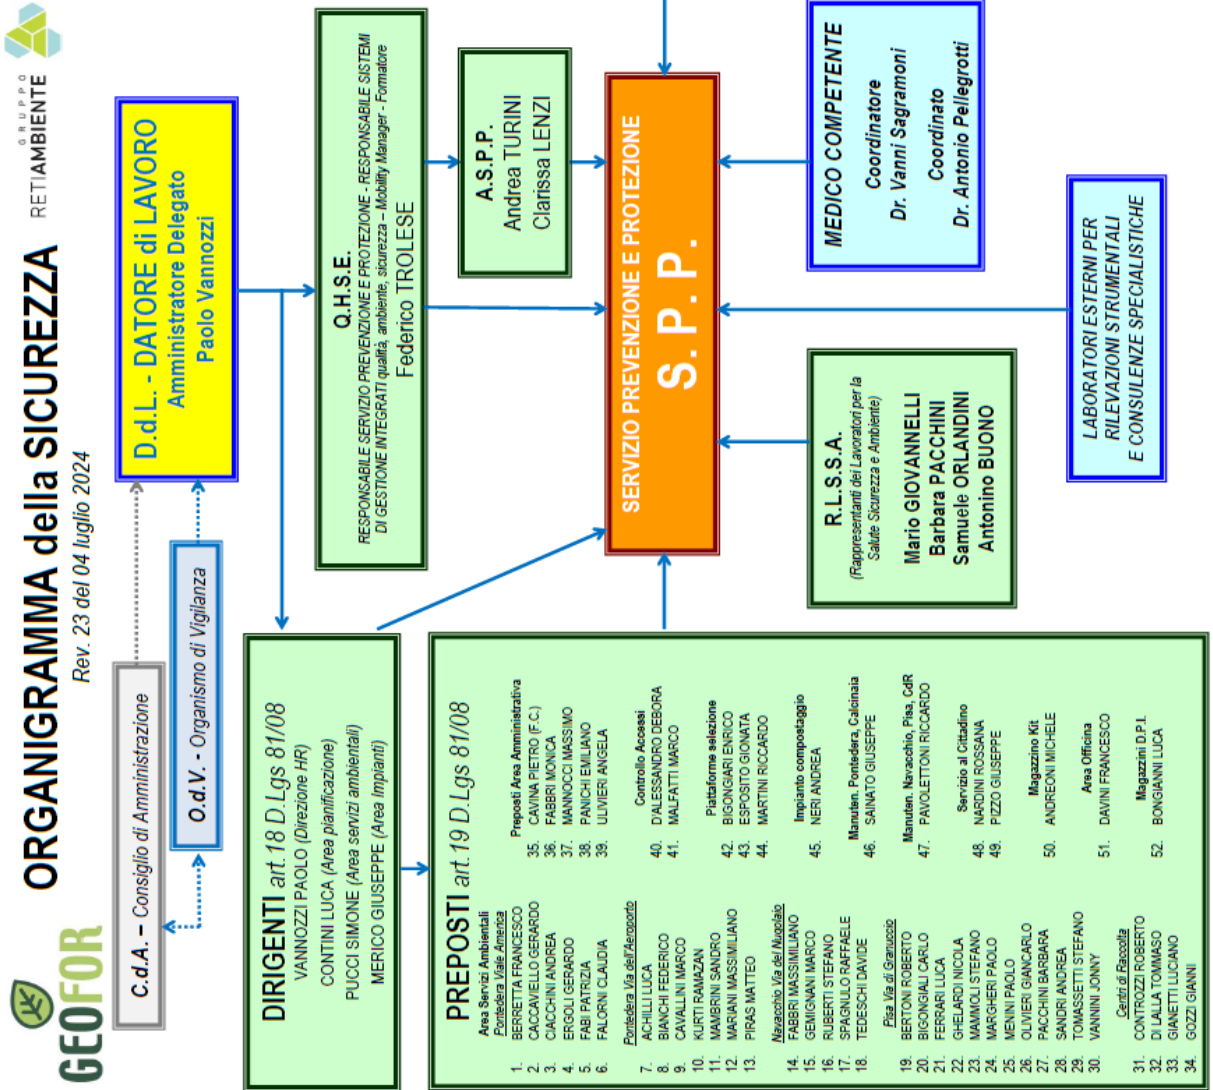 GEOFOR
ORGANIGRAMMA della SICUREZZA
Rev. 23 del 04 luglio 2024
GRUPPO
RETIAMBIENTE
C.d.A. – Consiglio di Amministrazione
O.d.V. - Organismo di Vigilanza
D.d.L. - DATORE di LAVORO
Amministratore Delegato
Paolo Vannozzi
DIRIGENTI art.18 D.Lgs 81/08
VANNOZZI PAOLO (Direzione HR)
CONTINI LUCA (Area pianificazione)
PUCCI SIMONE (Area servizi ambientali)
MERICO GIUSEPPE (Area Impianti)
Q.H.S.E.
RESPONSABILE SERVIZIO PREVENZIONE E PROTEZIONE - RESPONSABILE SISTEMI
DI GESTIONE INTEGRATI qualità, ambiente, sicurezza – Mobility Manager - Formatore
Federico TROLESE
A.S.P.P.
Andrea TURINI
Clarissa LENZI
PREPOSTI art.19 D.Lgs 81/08
Area Servizi Ambientali
Pontedera Viale America
1. BERRETTA FRANCESCO
2. CACCAVIELLO GERARDO
3. CIACCHINI ANDREA
4. ERGOLI GERARDO
5. FABI PATRIZIA
6. FALORNI CLAUDIA
Pontedera Via dell'Aeroporto
7. ACHILLI LUCA
8. BIANCHI FEDERICO
9. CAVALLINI MARCO
10. KURTI RAMAZAN
11. MAMBRINI SANDRO
12. MARIANI MASSIMILIANO
13. PIRAS MATTEO
Navacchio Via del Nugolaio
14. FABBRI MASSIMILIANO
15. GEMIGNANI MARCO
16. RUBERTI STEFANO
17. SPAGNULO RAFFAELE
18. TEDESCHI DAVIDE
Pisa Via di Granuccio
19. BERTONI ROBERTO
20. BIGONGIALI CARLO
21. FERRARI LUCA
22. GHELARDI NICOLA
23. MAMMOLI STEFANO
24. MARGHERI PAOLO
25. MENINI PAOLO
26. OLIVIERI GIANCARLO
27. PACCHINI BARBARA
28. SANDRI ANDREA
29. TOMASSETTI STEFANO
30. VANNINI JONNY
Centri di Raccolta
31. CONTROZZI ROBERTO
32. DI LALLA TOMMASO
33. GIANETTI LUCIANO
34. GOZZI GIANNI
Preposti Area Amministrativa
35. CAVINA PIETRO (F.C.)
36. FABBRI MONICA
37. MANNOCCI MASSIMO
38. PANICHI EMILIANO
39. ULIVIERI ANGELA
Controllo Accessi
40. D'ALESSANDRO DEBORA
41. MALFATTI MARCO
Piattaforme selezione
42. BIGONGIARI ENRICO
43. ESPOSITO GIONATA
44. MARTINI RICCARDO
Impianto compostaggio
45. NERI ANDREA
Manuten. Pontedera, Calcinaia
46. SAINATO GIUSEPPE
Manuten. Navacchio, Pisa, CdR
47. PAVOLETTONI RICCARDO
Servizio al Cittadino
48. NARDINI ROSSANA
49. PIZZO GIUSEPPE
Magazzino Kit
50. ANDREONI MICHELE
Area Officina
51. DAVINI FRANCESCO
Magazzini D.P.I.
52. BONGIANNI LUCA
SERVIZIO PREVENZIONE E PROTEZIONE
S. P. P.
R.L.S.S.A.
(Rappresentanti dei Lavoratori per la
Salute Sicurezza e Ambiente)
Mario GIOVANNELLI
Barbara PACCHINI
Samuele ORLANDINI
Antonino BUONO
MEDICO COMPETENTE
Coordinatore
Dr. Vanni Sagramoni
Coordinato
Dr. Antonio Pellegrotti
LABORATORI ESTERNI PER
RILEVAZIONI STRUMENTALI
E CONSULENZE SPECIALISTICHE